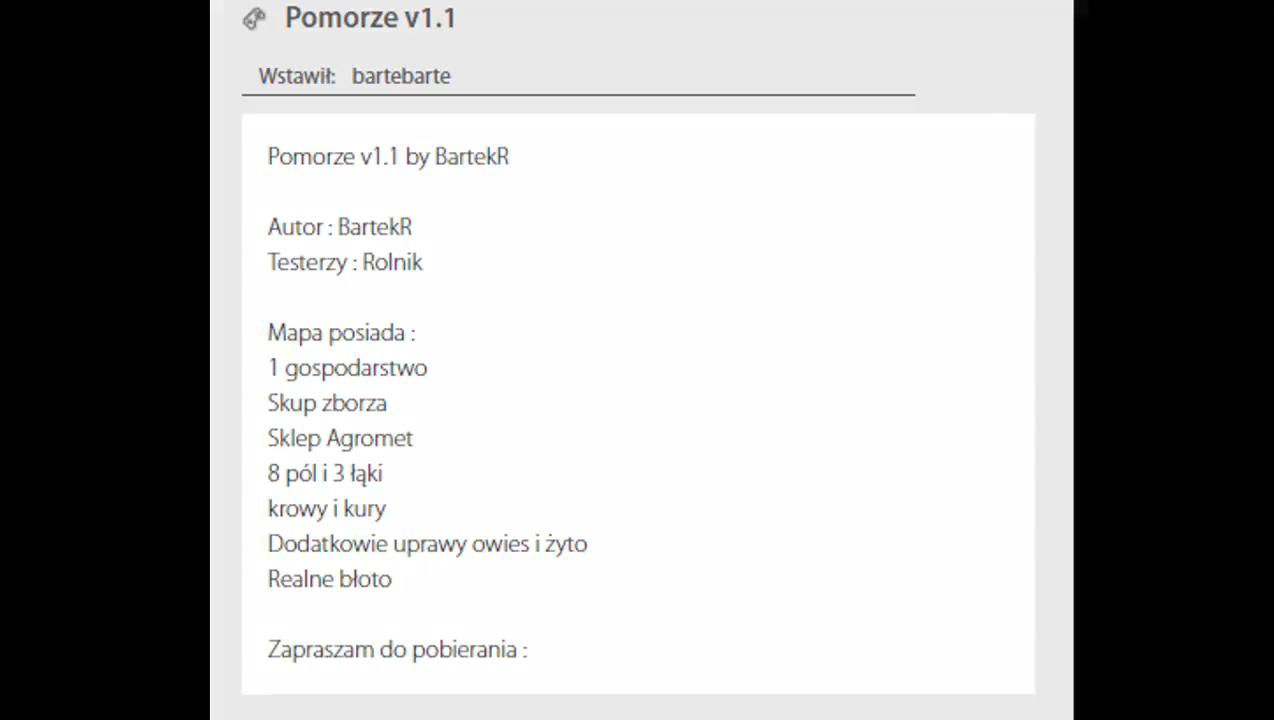 Pomorze v1.1
Wstawił: bartebarte
Pomorze v1.1 by BartekR
Autor : BartekR
Testerzy : Rolnik
Mapa posiada :
1 gospodarstwo
Skup zborza
Sklep Agromet
8 pól i 3 łąki
krowy i kury
Dodatkowie uprawy owies i żyto
Realne błoto
Zapraszam do pobierania :